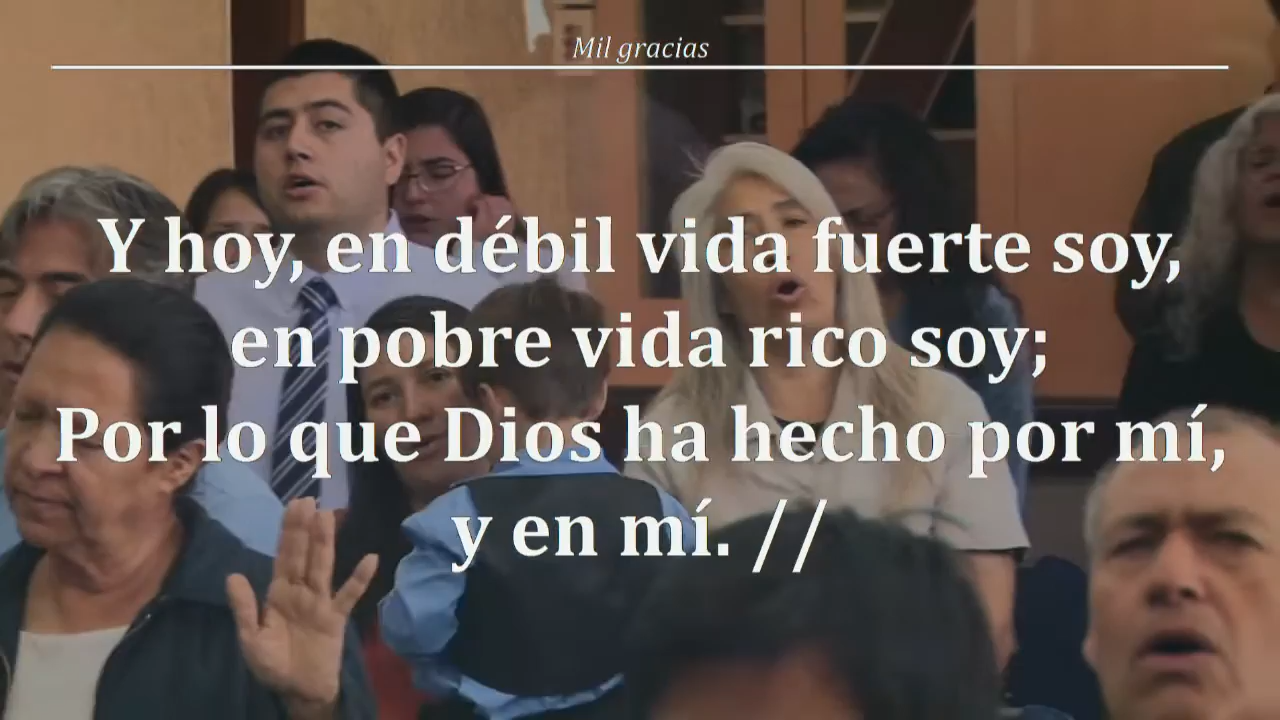 Mil gracias
Y hoy, en débil vida fuerte soy,
en pobre vida rico soy;
Por lo que Dios ha hecho por mí,
y en mí. //